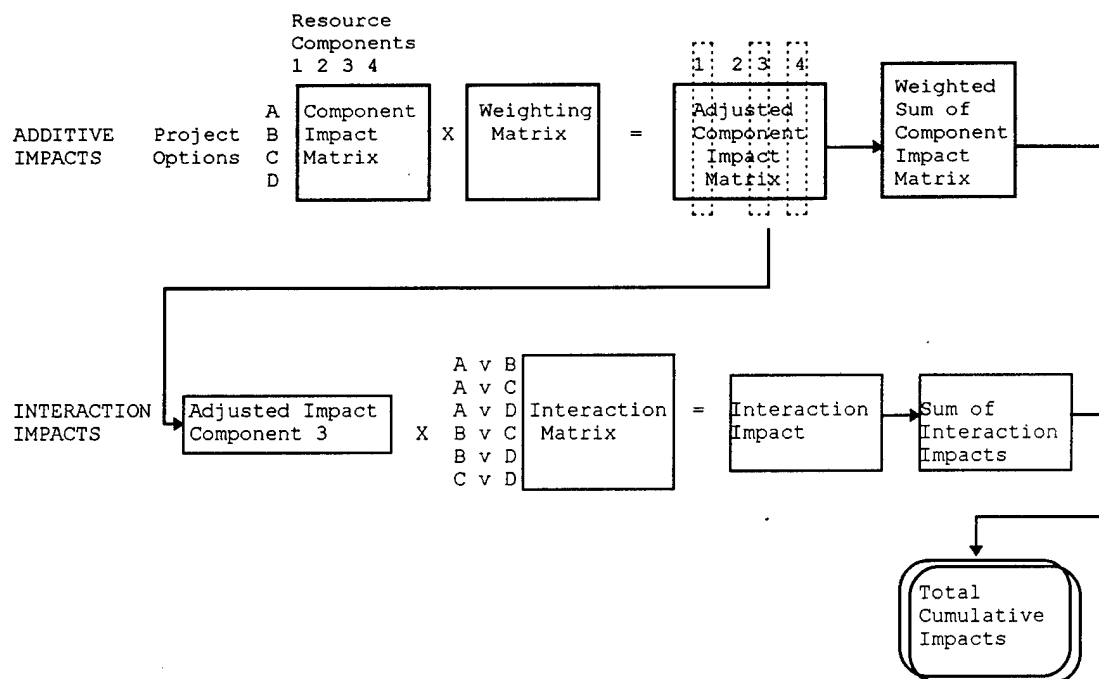 Resource
Components
1 2 3 4
ADDITIVE
IMPACTS
Project
Options
A
B
C
D
Component
Impact
Matrix
X
Weighting
Matrix
=
1 2 3 4
Adjusted
Component
Impact
Matrix
Weighted
Sum of
Component
Impact
Matrix
INTERACTION
IMPACTS
Adjusted Impact
Component 3
X
A v B
A v C
A v D
B v C
B v D
C v D
Interaction
Matrix
=
Interaction
Impact
Sum of
Interaction
Impacts
Total
Cumulative
Impacts